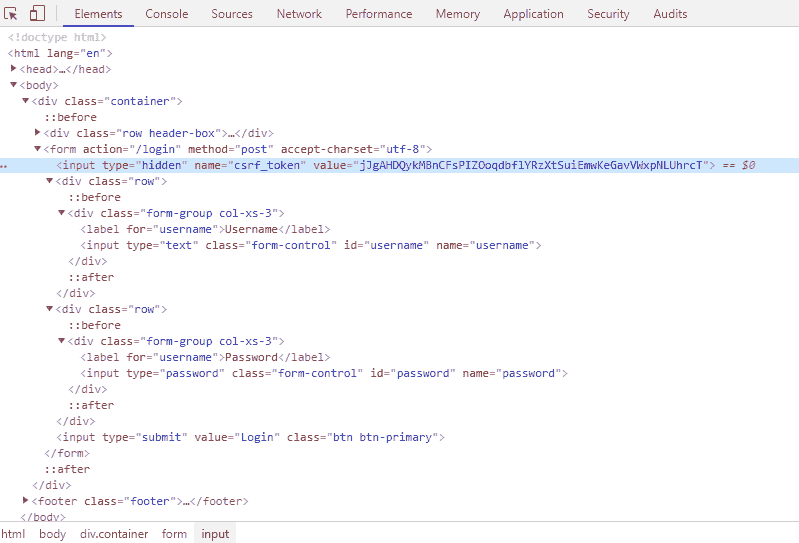 Elements Console Sources Network Performance Memory Application Security Audits
<!doctype html>
<html lang="en">
<head>…</head>
<body>
<div class="container">
::before
<div class="row header-box">…</div>
<form action="/login" method="post" accept-charset="utf-8">
<input type="hidden" name="csrf_token" value="jJgAHDQykMBnCFsPIZOoqdbflYRzXtSuiEmwKeGavVWxpNLUhrcT"> == $0
<div class="row">
::before
<div class="form-group col-xs-3">
<label for="username">Username</label>
<input type="text" class="form-control" id="username" name="username">
</div>
::after
</div>
<div class="row">
::before
<div class="form-group col-xs-3">
<label for="username">Password</label>
<input type="password" class="form-control" id="password" name="password">
</div>
::after
</div>
<input type="submit" value="Login" class="btn btn-primary">
</form>
::after
</div>
<footer class="footer">…</footer>
</body>
html body div.container form input